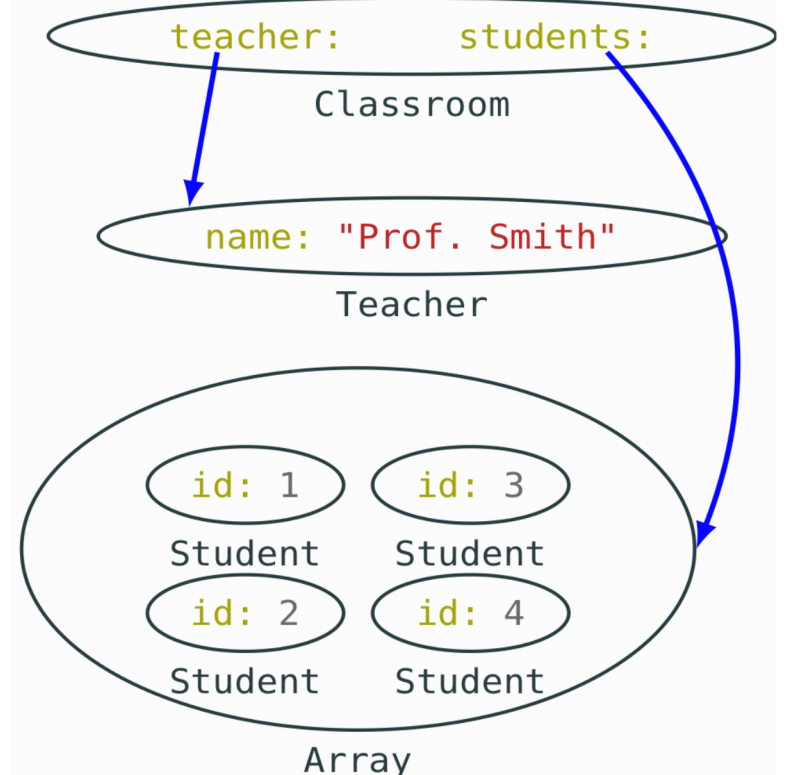 teacher: students:
Classroom
name: "Prof. Smith"
Teacher
id: 1 id: 3
Student Student
id: 2 id: 4
Student Student
Array